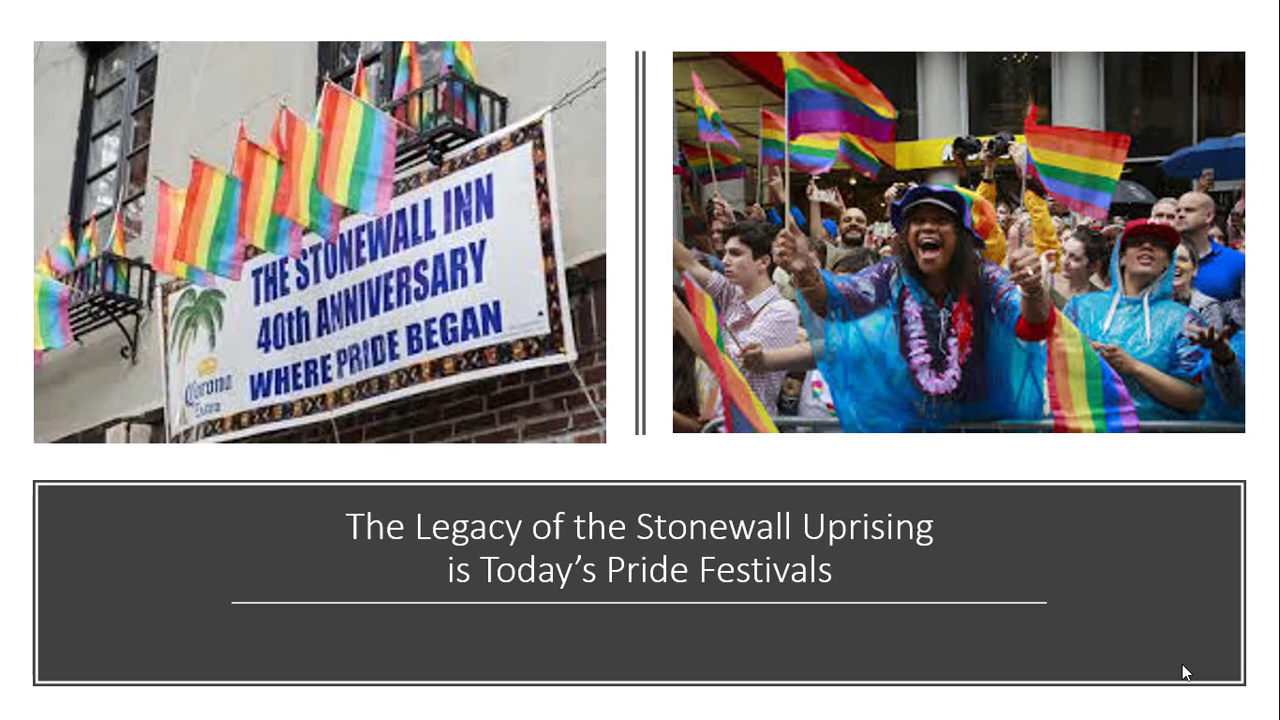 THE STONEWALL INN
40th ANNIVERSARY
WHERE PRIDE BEGAN
Corona
Extra
The Legacy of the Stonewall Uprising
is Today’s Pride Festivals